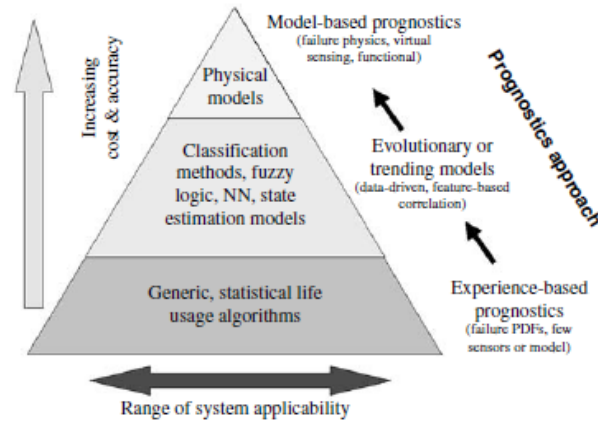 Model-based prognostics
(failure physics, virtual
sensing, functional)
Increasing
cost & accuracy
Physical
models
Prognostics approach
Evolutionary or
trending models
(data-driven, feature-based
correlation)
Classification
methods, fuzzy
logic, NN, state
estimation models
Experience-based
prognostics
(failure PDFs, few
sensors or model)
Generic, statistical life
usage algorithms
Range of system applicability